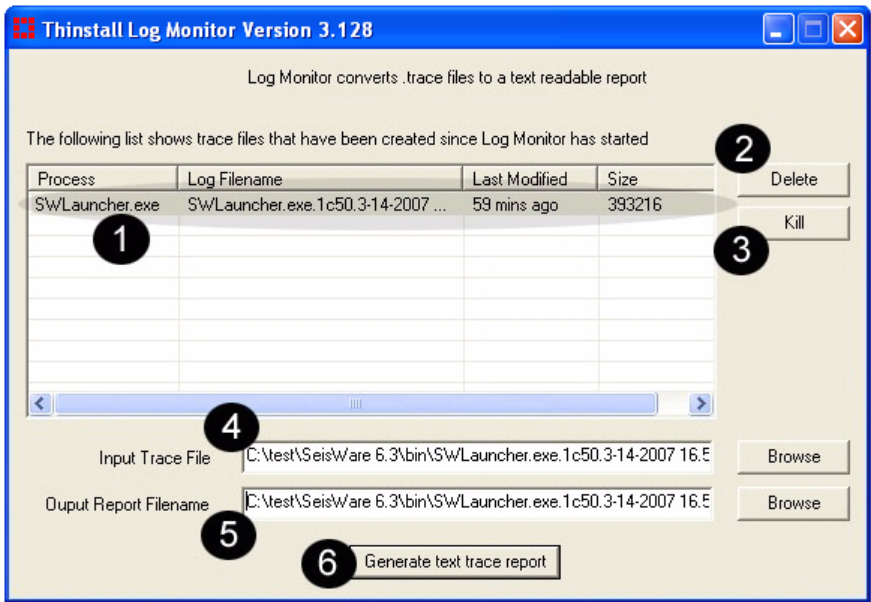 Thinstall Log Monitor Version 3.128
Log Monitor converts .trace files to a text readable report
The following list shows trace files that have been created since Log Monitor has started
2
Process Log Filename Last Modified Size
Delete
SWLauncher.exe SWLauncher.exe.1c50.3-14-2007 ... 59 mins ago 393216
Kill
1
3
4
Input Trace File C:\test\SeisWare 6.3\bin\SWLauncher.exe.1c50.3-14-2007 16.5 Browse
Ouput Report Filename C:\test\SeisWare 6.3\bin\SWLauncher.exe.1c50.3-14-2007 16.5 Browse
5
6 Generate text trace report